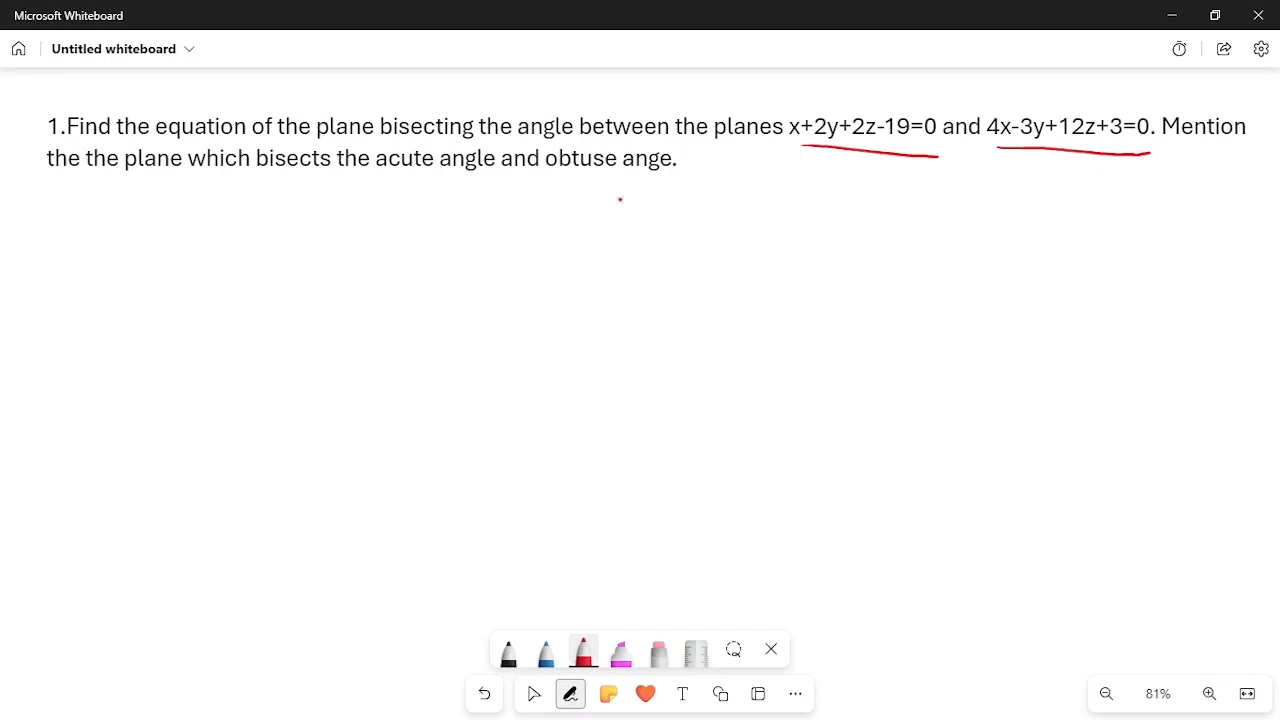 Microsoft Whiteboard
Untitled whiteboard
1.Find the equation of the plane bisecting the angle between the planes x+2y+2z-19=0 and 4x-3y+12z+3=0. Mention
the the plane which bisects the acute angle and obtuse ange.
81%